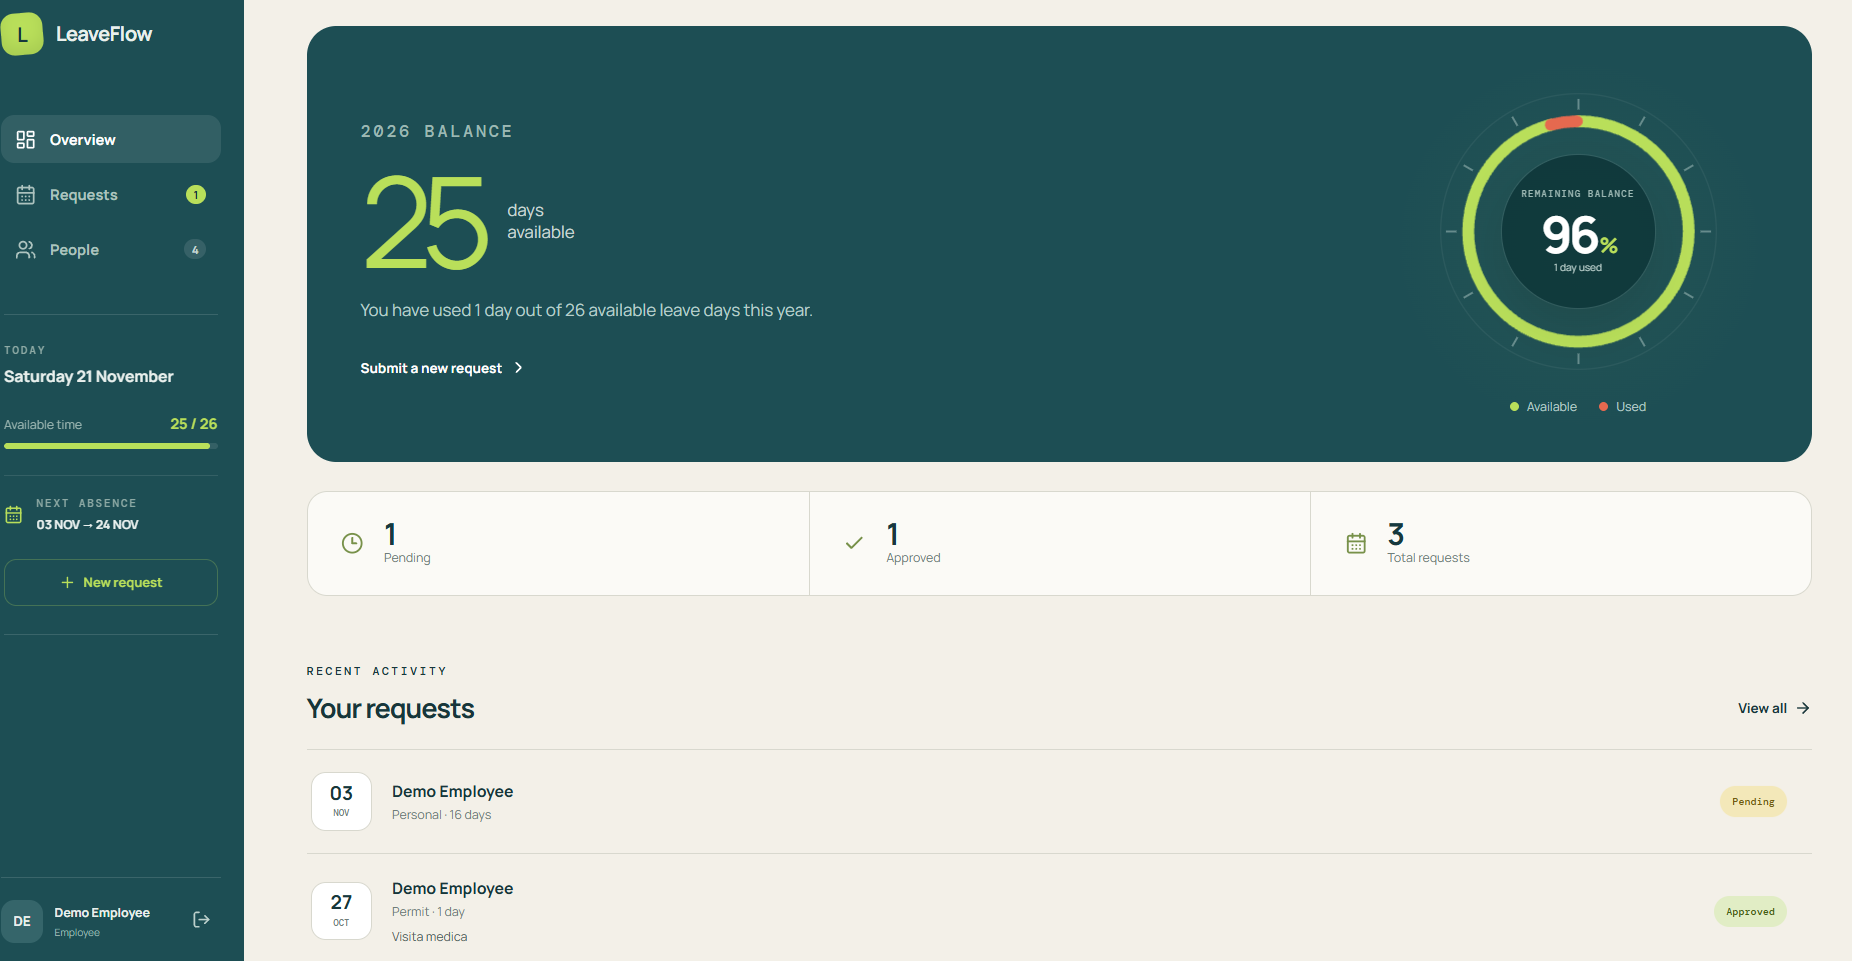 L LeaveFlow
Overview
Requests 1
People 4
TODAY
Saturday 21 November
Available time 25 / 26
NEXT ABSENCE
03 NOV → 24 NOV
+ New request
DE Demo Employee
Employee
2026 BALANCE
25 days
available
You have used 1 day out of 26 available leave days this year.
Submit a new request
REMAINING BALANCE
96%
1 day used
Available Used
1
Pending
1
Approved
3
Total requests
RECENT ACTIVITY
Your requests
View all →
03
NOV
Demo Employee
Personal · 16 days
Pending
27
OCT
Demo Employee
Permit · 1 day
Visita medica
Approved